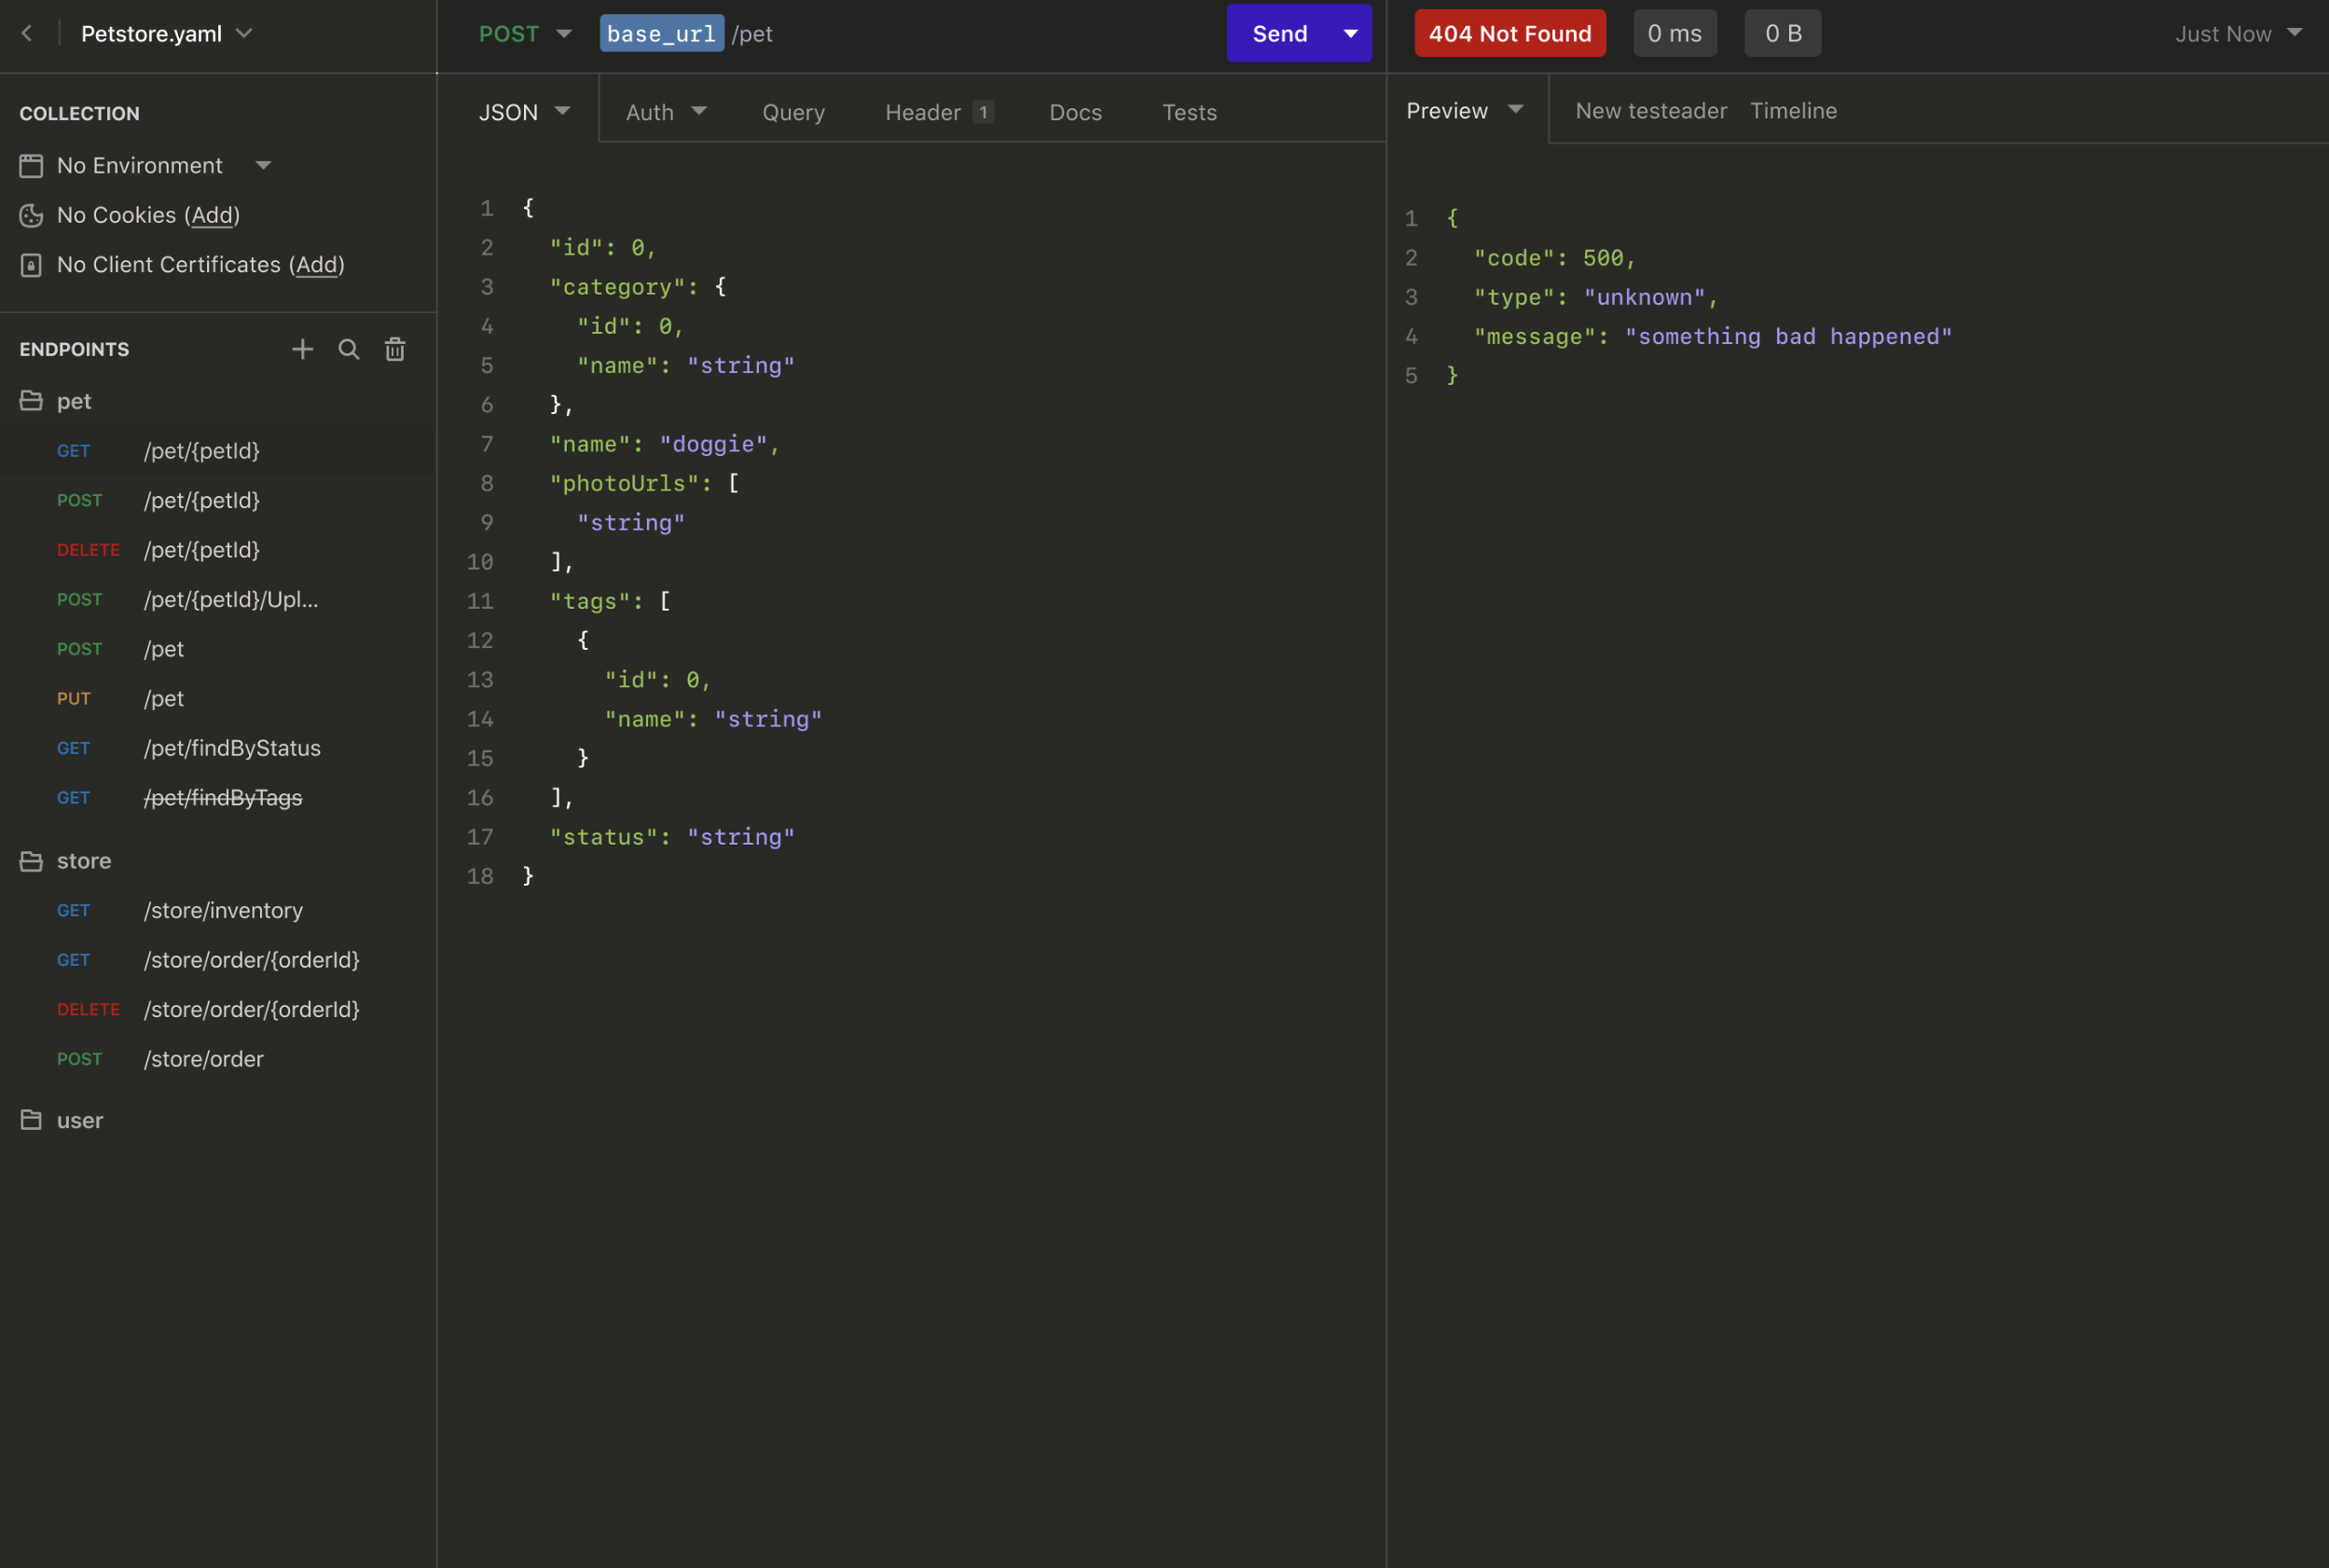 Petstore.yaml
COLLECTION
No Environment
No Cookies (Add)
No Client Certificates (Add)
ENDPOINTS
pet
GET /pet/{petId}
POST /pet/{petId}
DELETE /pet/{petId}
POST /pet/{petId}/Upl...
POST /pet
PUT /pet
GET /pet/findByStatus
GET /pet/findByTags
store
GET /store/inventory
GET /store/order/{orderId}
DELETE /store/order/{orderId}
POST /store/order
user
POST base_url /pet Send
JSON Auth Query Header 1 Docs Tests
1 {
2 "id": 0,
3 "category": {
4 "id": 0,
5 "name": "string"
6 },
7 "name": "doggie",
8 "photoUrls": [
9 "string"
10 ],
11 "tags": [
12 {
13 "id": 0,
14 "name": "string"
15 }
16 ],
17 "status": "string"
18 }
404 Not Found 0 ms 0 B Just Now
Preview New testeader Timeline
1 {
2 "code": 500,
3 "type": "unknown",
4 "message": "something bad happened"
5 }